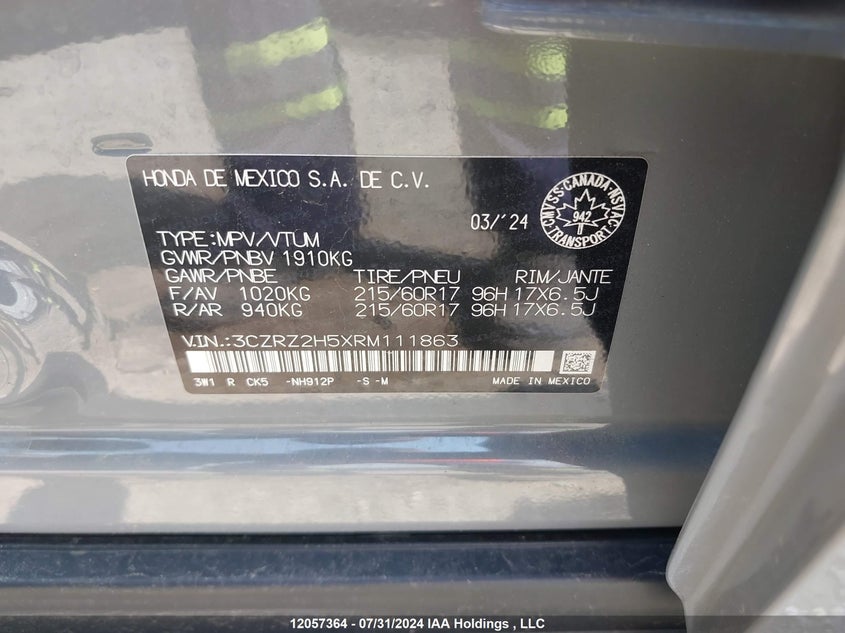 HONDA DE MEXICO S.A. DE C.V.
03/'24
CMVSS·CANADA·NSVAC
942
TRANSPORT
TYPE:MPV/VTUM
GVWR/PNBV 1910KG
GAWR/PNBE TIRE/PNEU RIM/JANTE
F/AV 1020KG 215/60R17 96H 17X6.5J
R/AR 940KG 215/60R17 96H 17X6.5J
V.IN.:3CZRZ2H5XRM111863
3W1 R CK5 -NH912P -S -M MADE IN MEXICO
12057364 - 07/31/2024 IAA Holdings , LLC